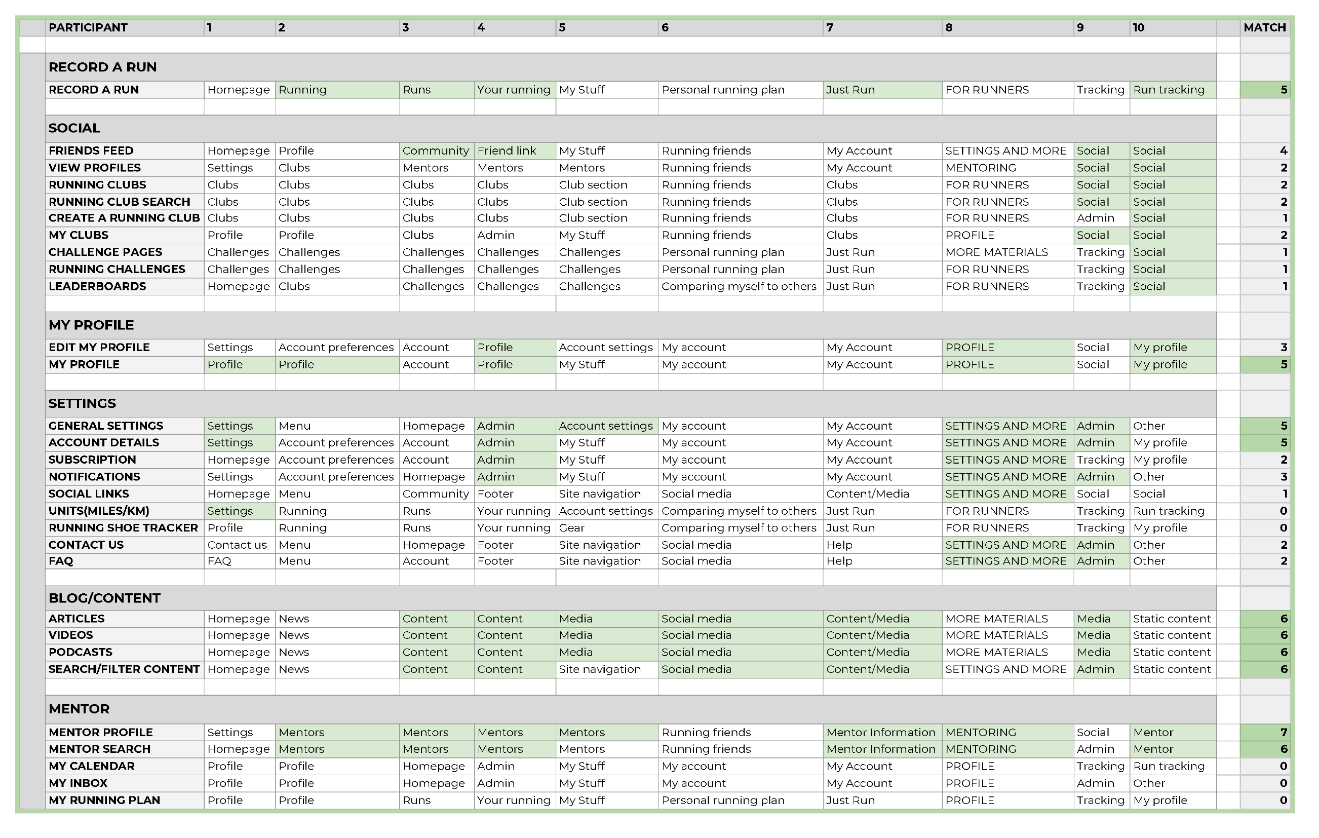 PARTICIPANT 1 2 3 4 5 6 7 8 9 10 MATCH
RECORD A RUN
RECORD A RUN Homepage Running Runs Your running My Stuff Personal running plan Just Run FOR RUNNERS Tracking Run tracking 5
SOCIAL
FRIENDS FEED Homepage Profile Community Friend link My Stuff Running friends My Account SETTINGS AND MORE Social Social 4
VIEW PROFILES Settings Clubs Mentors Mentors Mentors Running friends My Account MENTORING Social Social 2
RUNNING CLUBS Clubs Clubs Clubs Clubs Club section Running friends Clubs FOR RUNNERS Social Social 2
RUNNING CLUB SEARCH Clubs Clubs Clubs Clubs Club section Running friends Clubs FOR RUNNERS Social Social 2
CREATE A RUNNING CLUB Clubs Clubs Clubs Clubs Club section Running friends Clubs FOR RUNNERS Admin Social 1
MY CLUBS Profile Profile Clubs Admin My Stuff Running friends Clubs PROFILE Social Social 2
CHALLENGE PAGES Challenges Challenges Challenges Challenges Challenges Personal running plan Just Run MORE MATERIALS Tracking Social 1
RUNNING CHALLENGES Challenges Challenges Challenges Challenges Challenges Personal running plan Just Run FOR RUNNERS Tracking Social 1
LEADERBOARDS Homepage Clubs Challenges Challenges Challenges Comparing myself to others Just Run FOR RUNNERS Tracking Social 1
MY PROFILE
EDIT MY PROFILE Settings Account preferences Account Profile Account settings My account My Account PROFILE Social My profile 3
MY PROFILE Profile Profile Account Profile My Stuff My account My Account PROFILE Social My profile 5
SETTINGS
GENERAL SETTINGS Settings Menu Homepage Admin Account settings My account My Account SETTINGS AND MORE Admin Other 5
ACCOUNT DETAILS Settings Account preferences Account Admin My Stuff My account My Account SETTINGS AND MORE Admin My profile 5
SUBSCRIPTION Homepage Account preferences Account Admin My Stuff My account My Account SETTINGS AND MORE Tracking My profile 2
NOTIFICATIONS Settings Account preferences Homepage Admin My Stuff My account My Account SETTINGS AND MORE Admin Other 3
SOCIAL LINKS Homepage Menu Community Footer Site navigation Social media Content/Media SETTINGS AND MORE Social Social 1
UNITS(MILES/KM) Settings Running Runs Your running Account settings Comparing myself to others Just Run FOR RUNNERS Tracking Run tracking 0
RUNNING SHOE TRACKER Profile Running Runs Your running Gear Comparing myself to others Just Run FOR RUNNERS Tracking My profile 0
CONTACT US Contact us Menu Homepage Footer Site navigation Social media Help SETTINGS AND MORE Admin Other 2
FAQ FAQ Menu Account Footer Site navigation Social media Help SETTINGS AND MORE Admin Other 2
BLOG/CONTENT
ARTICLES Homepage News Content Content Media Social media Content/Media MORE MATERIALS Media Static content 6
VIDEOS Homepage News Content Content Media Social media Content/Media MORE MATERIALS Media Static content 6
PODCASTS Homepage News Content Content Media Social media Content/Media MORE MATERIALS Media Static content 6
SEARCH/FILTER CONTENT Homepage News Content Content Site navigation Social media Content/Media SETTINGS AND MORE Admin Static content 6
MENTOR
MENTOR PROFILE Settings Mentors Mentors Mentors Mentors Running friends Mentor Information MENTORING Social Mentor 7
MENTOR SEARCH Homepage Mentors Mentors Mentors Mentors Running friends Mentor Information MENTORING Admin Mentor 6
MY CALENDAR Profile Profile Homepage Admin My Stuff My account My Account PROFILE Tracking Run tracking 0
MY INBOX Profile Profile Homepage Admin My Stuff My account My Account PROFILE Admin Other 0
MY RUNNING PLAN Profile Profile Runs Your running My Stuff Personal running plan Just Run PROFILE Tracking My profile 0